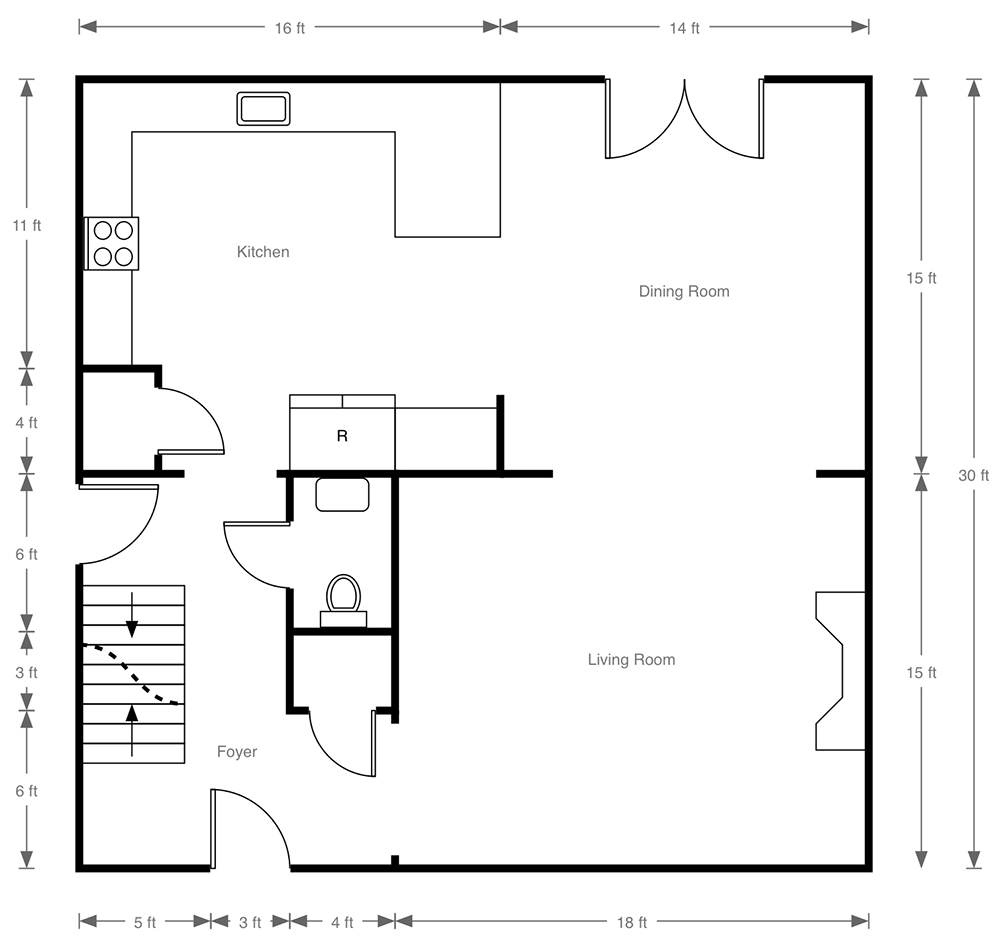 16 ft
14 ft
11 ft
Kitchen
Dining Room
15 ft
4 ft
R
30 ft
6 ft
Living Room
3 ft
15 ft
Foyer
6 ft
5 ft
3 ft
4 ft
18 ft